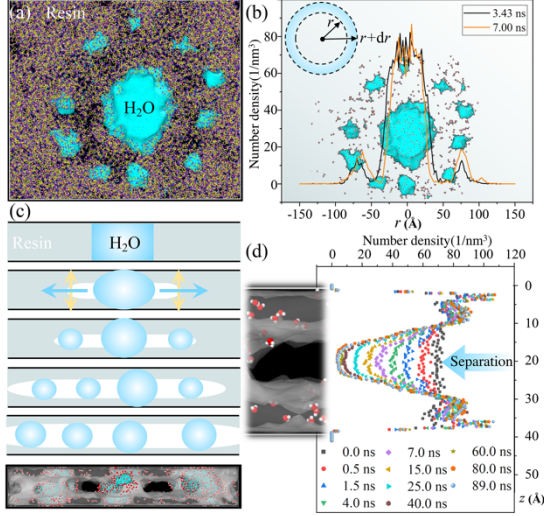 (a) Resin
H₂O
(b)
r
r+dr
3.43 ns
7.00 ns
Number density(1/nm³)
80
60
40
20
0
-150 -100 -50 0 50 100 150
r (Å)
(c)
Resin
H₂O
(d)
Number density(1/nm³)
0 20 40 60 80 100 120
0
10
20
30
40
50
z (Å)
Separation
0.0 ns 7.0 ns 60.0 ns
0.5 ns 15.0 ns 80.0 ns
1.5 ns 25.0 ns 89.0 ns
4.0 ns 40.0 ns